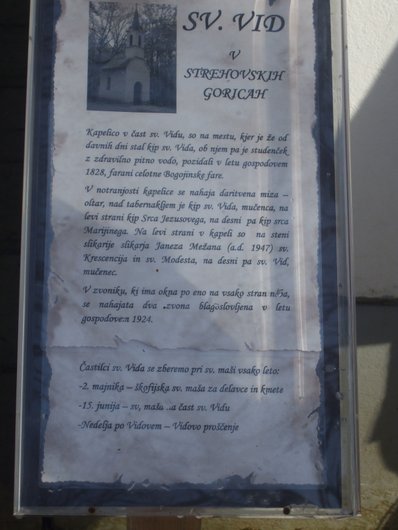 SV. VID
V
STREHOVSKIH
GORICAH
Kapelico v čast sv. Vidu, so na mestu, kjer je že od
davnih dni stal kip sv. Vida, ob njem pa je studenček
z zdravilno pitno vodo, pozidali v letu gospodovem
1828, farani celotne Bogojinske fare.
V notranjosti kapelice se nahaja daritvena miza –
oltar, nad tabernakljem je kip sv. Vida, mučenca, na
levi strani kip Srca Jezusovega, na desni pa kip srca
Marijinega. Na levi strani v kapeli so na steni
slikarije slikarja Janeza Mežana (a.d. 1947) sv.
Krescencija in sv. Modesta, na desni pa sv. Vid,
mučenec.
V zvoniku, ki ima okna po eno na vsako stran neba,
se nahajata dva zvona blagoslovljena v letu
gospodovem 1924.
Častilci sv. Vida se zberemo pri sv. maši vsako leto:
-2. majnika – škofijska sv. maša za delavce in kmete
-15. junija – sv, maša na čast sv. Vidu
-Nedelja po Vidovem – Vidovo proščenje